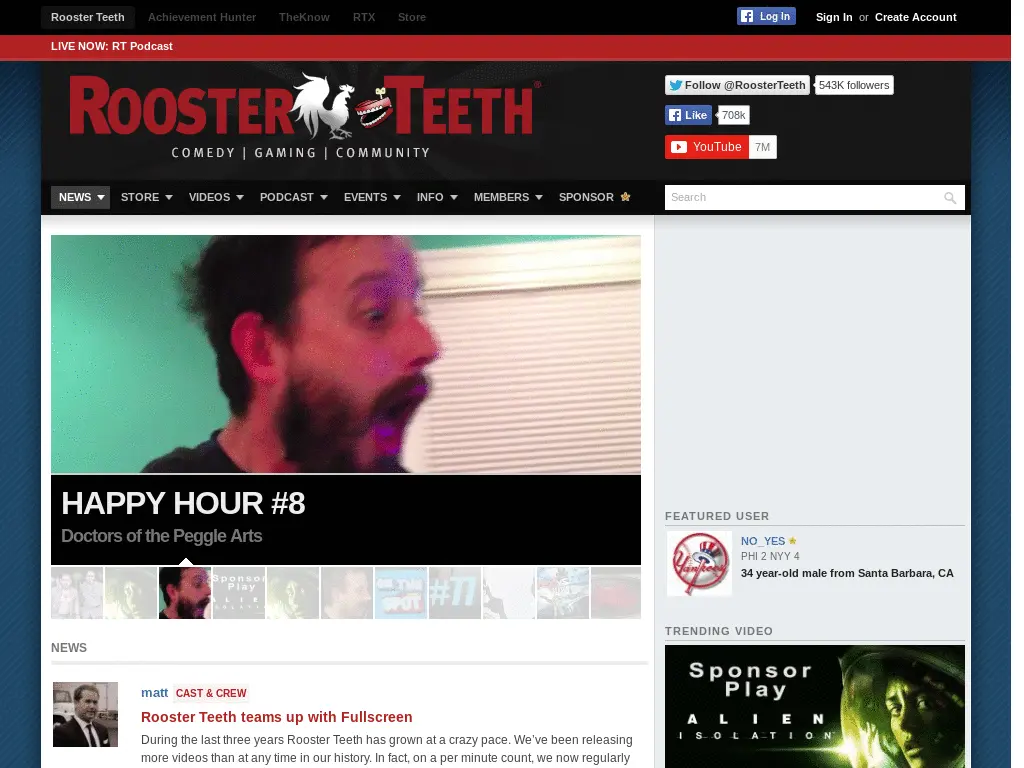 Rooster Teeth Achievement Hunter TheKnow RTX Store Log In Sign In or Create Account
LIVE NOW: RT Podcast
ROOSTER TEETH
COMEDY | GAMING | COMMUNITY
Follow @RoosterTeeth 543K followers
Like 708k
YouTube 7M
NEWS STORE VIDEOS PODCAST EVENTS INFO MEMBERS SPONSOR Search
HAPPY HOUR #8
Doctors of the Peggle Arts
Sponsor
Play
ALIEN
ISOLATION
ON THE
SPOT
#77
NEWS
matt CAST & CREW
Rooster Teeth teams up with Fullscreen
During the last three years Rooster Teeth has grown at a crazy pace. We've been releasing
more videos than at any time in our history. In fact, on a per minute count, we now regularly
FEATURED USER
Yankees
NO_YES
PHI 2 NYY 4
34 year-old male from Santa Barbara, CA
TRENDING VIDEO
Sponsor
Play
ALIEN
ISOLATION